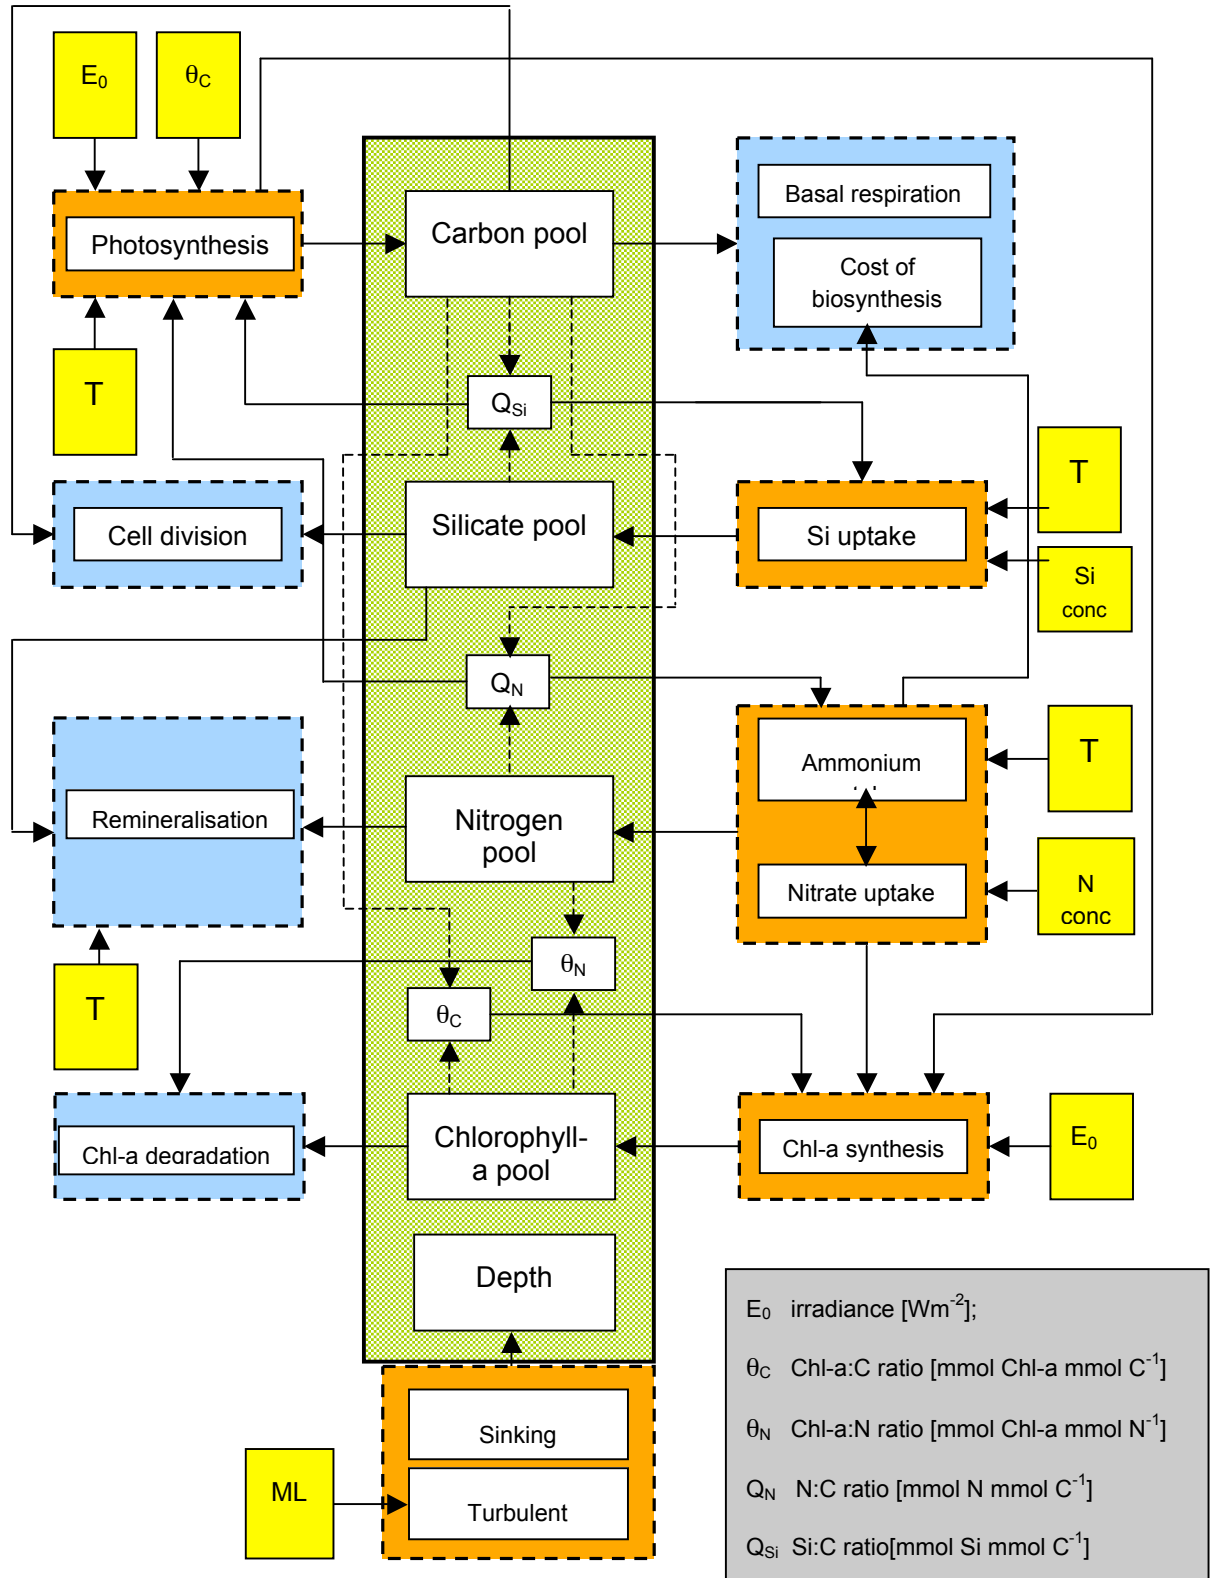 E0
θC
Photosynthesis
Carbon pool
Basal respiration
Cost of
biosynthesis
T
QSi
Cell division
Silicate pool
Si uptake
T
Si
conc
QN
Ammonium
T
Remineralisation
Nitrogen
pool
Nitrate uptake
N
conc
T
θN
θC
Chl-a degradation
Chlorophyll-
a pool
Chl-a synthesis
E0
Depth
Sinking
ML
Turbulent
E0 irradiance [Wm-2];
θC Chl-a:C ratio [mmol Chl-a mmol C-1]
θN Chl-a:N ratio [mmol Chl-a mmol N-1]
QN N:C ratio [mmol N mmol C-1]
QSi Si:C ratio[mmol Si mmol C-1]